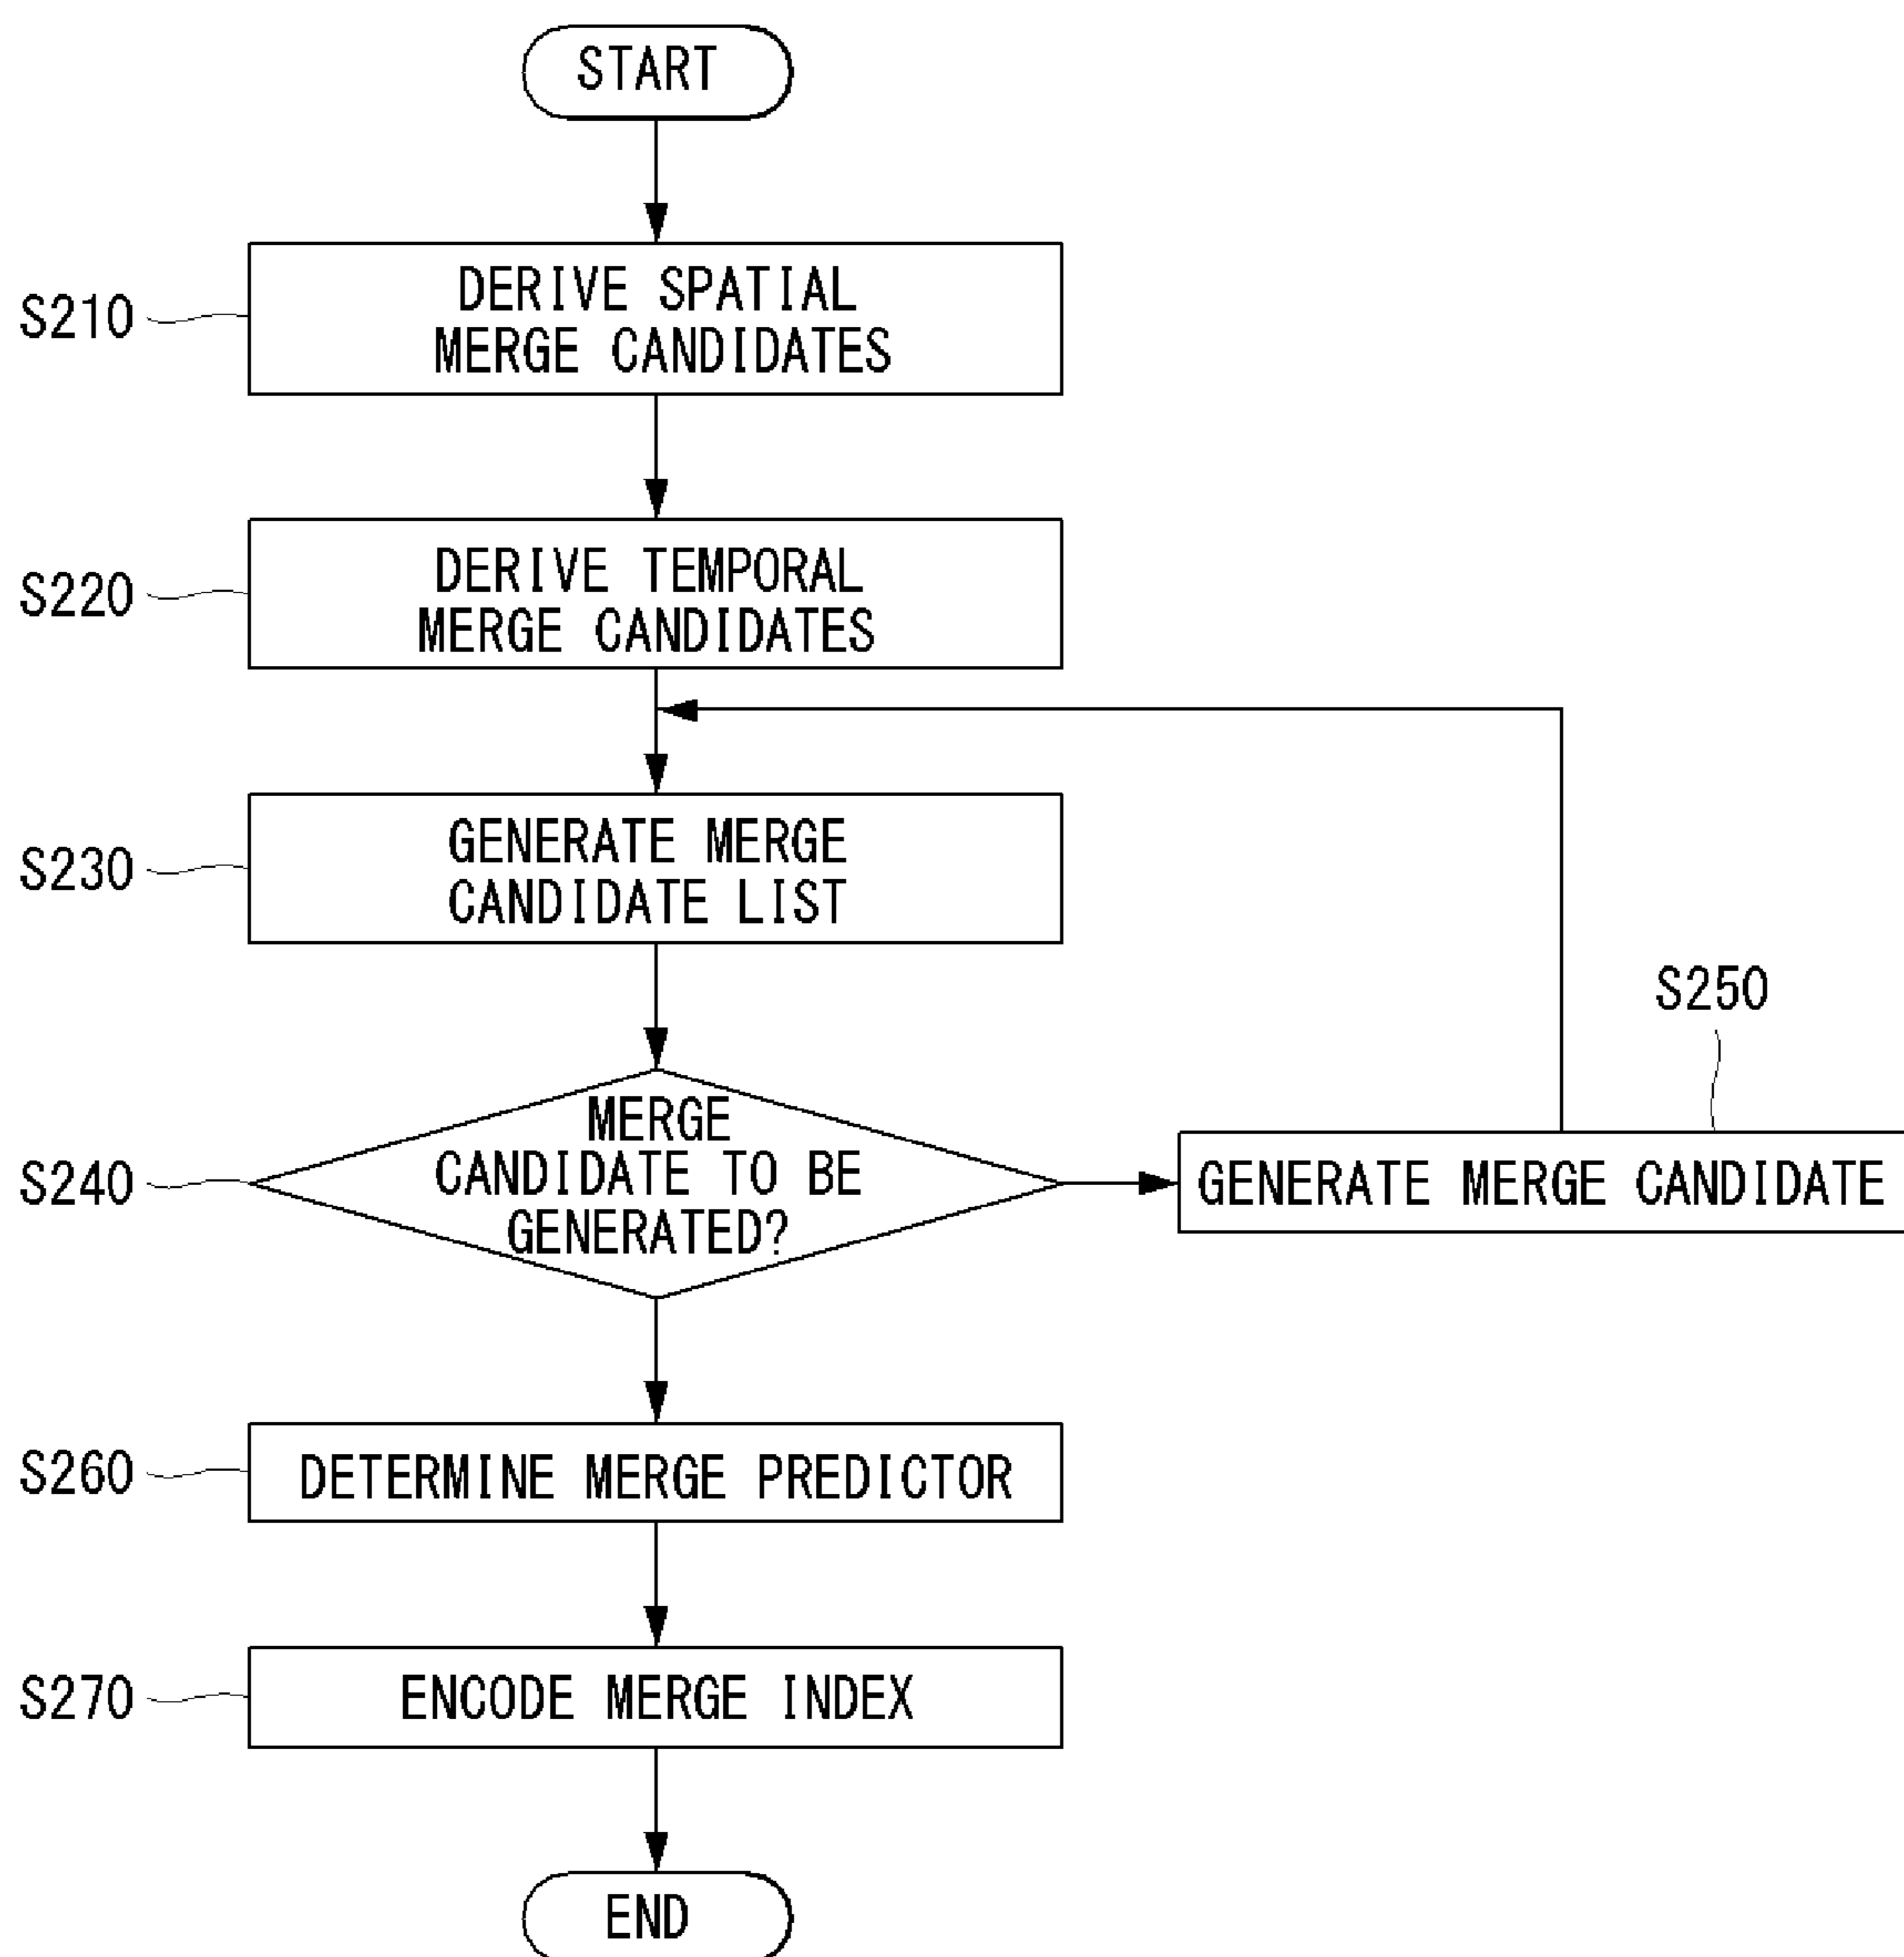 START
S210
DERIVE SPATIAL
MERGE CANDIDATES
S220
DERIVE TEMPORAL
MERGE CANDIDATES
S230
GENERATE MERGE
CANDIDATE LIST
S240
MERGE
CANDIDATE TO BE
GENERATED?
S250
GENERATE MERGE CANDIDATE
S260
DETERMINE MERGE PREDICTOR
S270
ENCODE MERGE INDEX
END